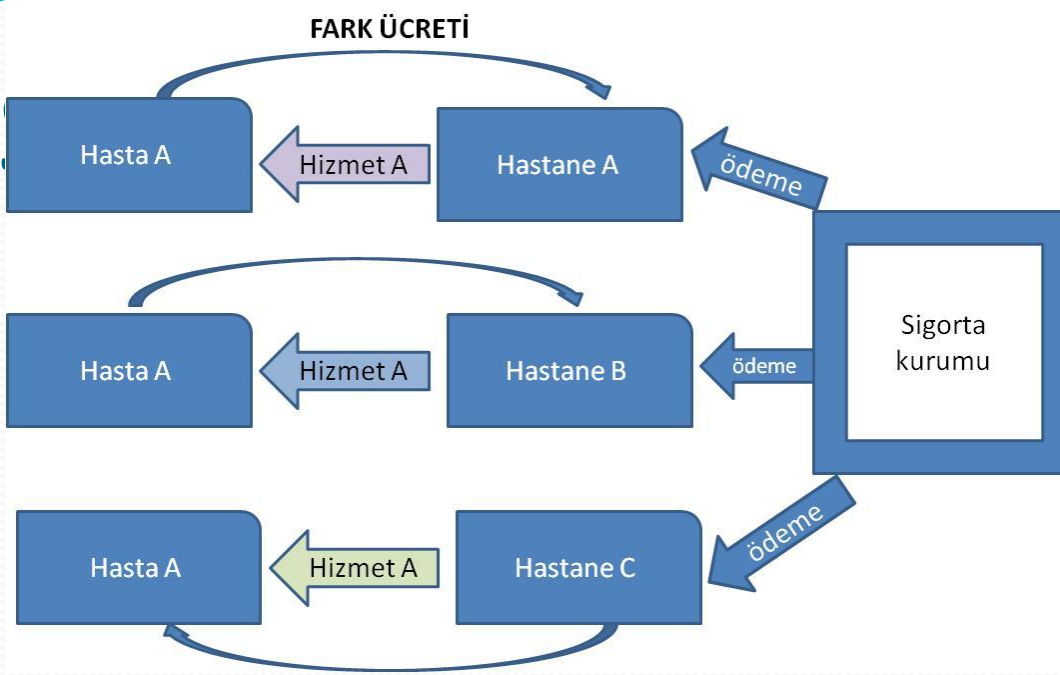 FARK ÜCRETİ
Hasta A
Hizmet A
Hastane A
ödeme
Hasta A
Hizmet A
Hastane B
ödeme
Sigorta
kurumu
Hasta A
Hizmet A
Hastane C
ödeme